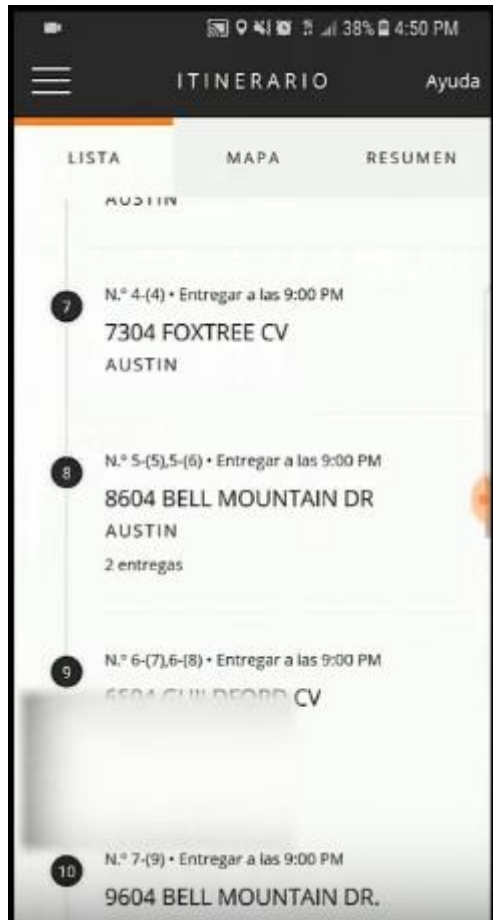 38% 4:50 PM
ITINERARIO
Ayuda
LISTA
MAPA
RESUMEN
AUSTIN
7
N.º 4-(4) • Entregar a las 9:00 PM
7304 FOXTREE CV
AUSTIN
8
N.º 5-(5),5-(6) • Entregar a las 9:00 PM
8604 BELL MOUNTAIN DR
AUSTIN
2 entregas
9
N.º 6-(7),6-(8) • Entregar a las 9:00 PM
CV
10
N.º 7-(9) • Entregar a las 9:00 PM
9604 BELL MOUNTAIN DR.